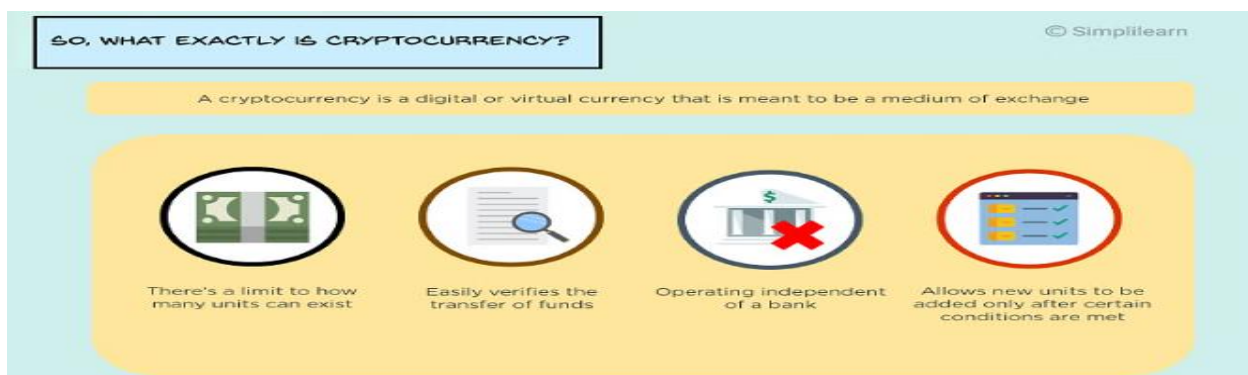 SO, WHAT EXACTLY IS CRYPTOCURRENCY?
© Simplilearn
A cryptocurrency is a digital or virtual currency that is meant to be a medium of exchange
There's a limit to how
many units can exist
Easily verifies the
transfer of funds
$
Operating independent
of a bank
Allows new units to be
added only after certain
conditions are met